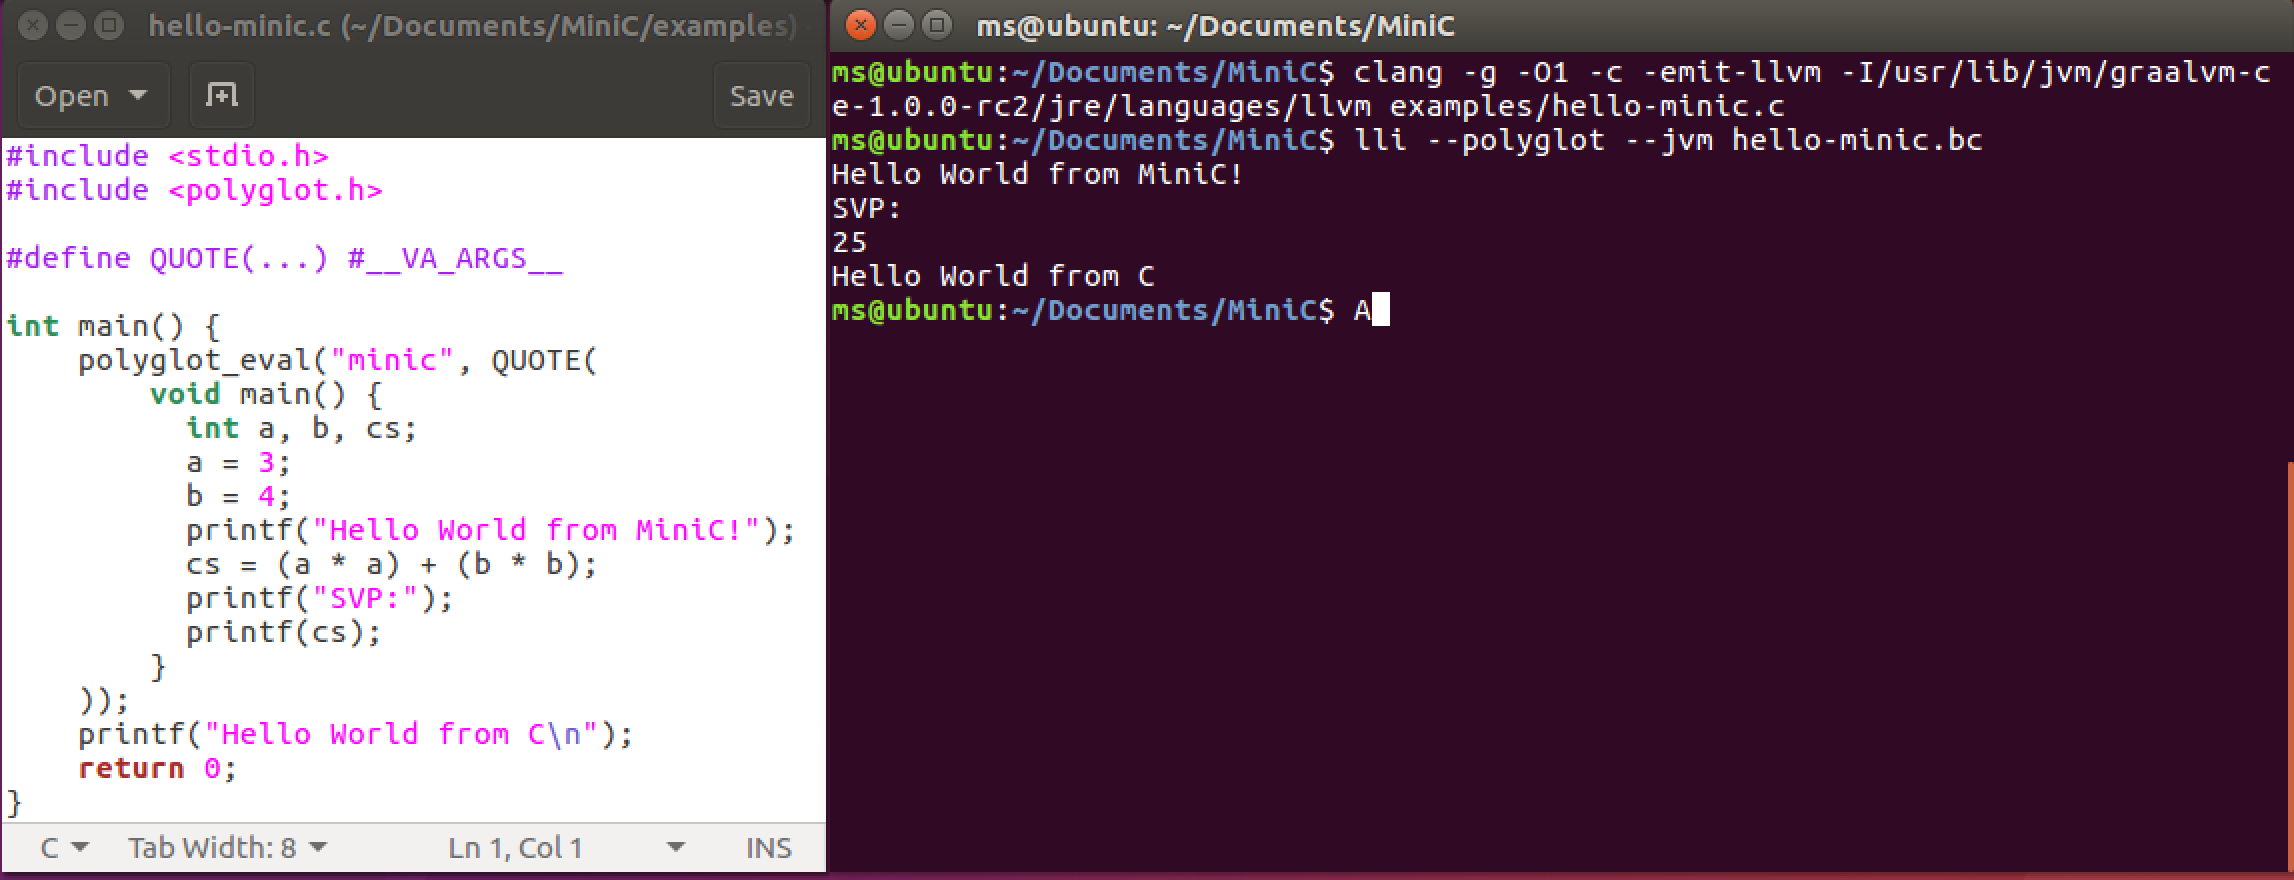 hello-minic.c (~/Documents/MiniC/examples)
Open
Save
#include <stdio.h>
#include <polyglot.h>
#define QUOTE(...) #__VA_ARGS__
int main() {
    polyglot_eval("minic", QUOTE(
        void main() {
          int a, b, cs;
          a = 3;
          b = 4;
          printf("Hello World from MiniC!");
          cs = (a * a) + (b * b);
          printf("SVP:");
          printf(cs);
        }
    ));
    printf("Hello World from C\n");
    return 0;
}
C Tab Width: 8 Ln 1, Col 1 INS
ms@ubuntu: ~/Documents/MiniC
ms@ubuntu:~/Documents/MiniC$ clang -g -O1 -c -emit-llvm -I/usr/lib/jvm/graalvm-c
e-1.0.0-rc2/jre/languages/llvm examples/hello-minic.c
ms@ubuntu:~/Documents/MiniC$ lli --polyglot --jvm hello-minic.bc
Hello World from MiniC!
SVP:
25
Hello World from C
ms@ubuntu:~/Documents/MiniC$ A